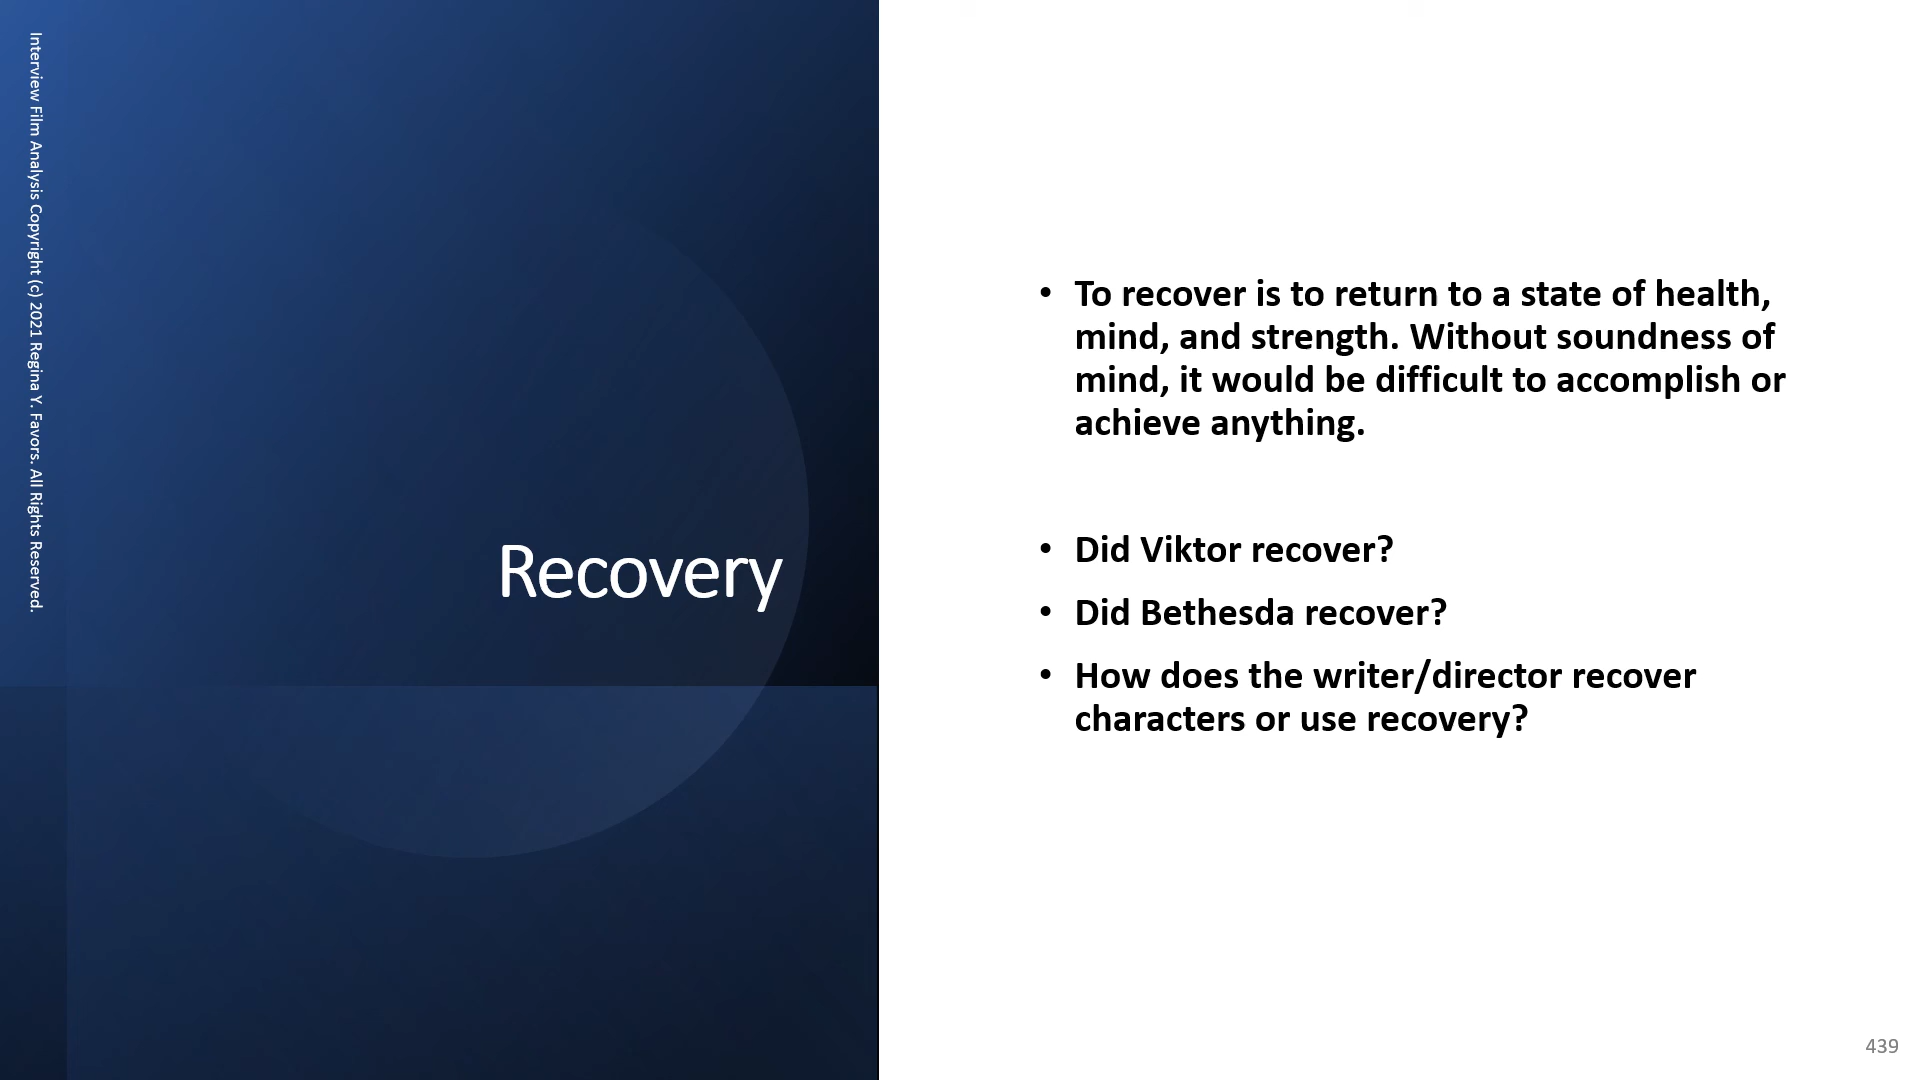 Interview Film Analysis Copyright (c) 2021 Regina Y. Favors. All Rights Reserved.
Recovery
• To recover is to return to a state of health,
mind, and strength. Without soundness of
mind, it would be difficult to accomplish or
achieve anything.
• Did Viktor recover?
• Did Bethesda recover?
• How does the writer/director recover
characters or use recovery?
439